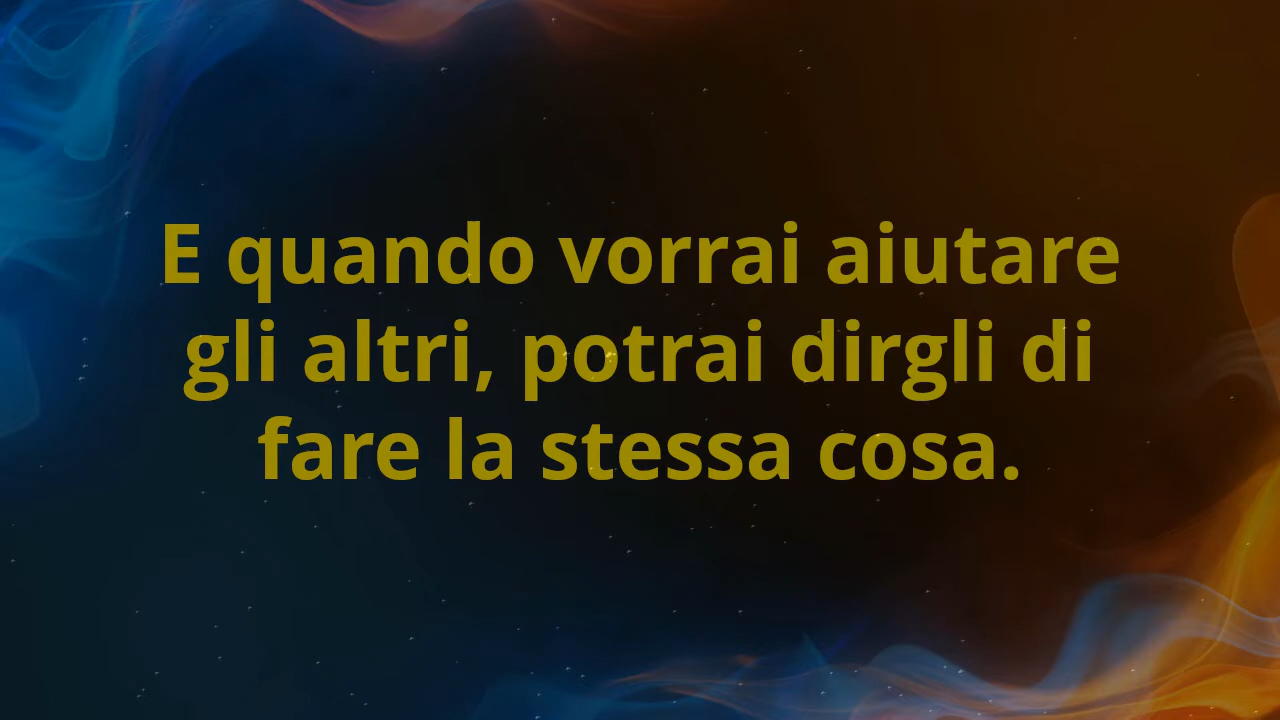 E quando vorrai aiutare
gli altri, potrai dirgli di
fare la stessa cosa.